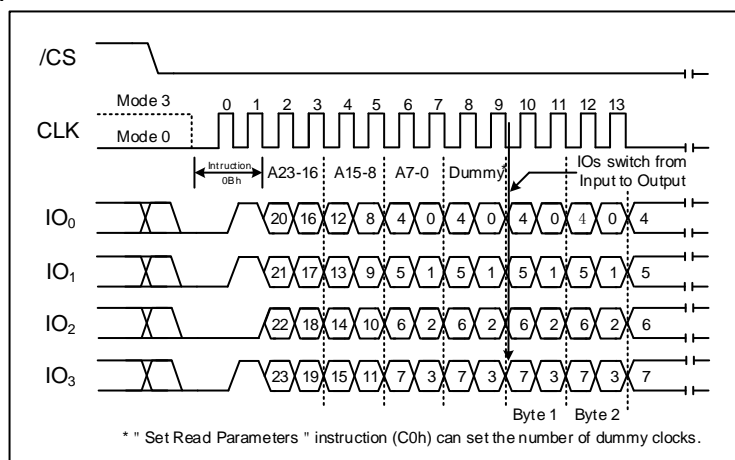 /CS
Mode 3
0 1 2 3 4 5 6 7 8 9 10 11 12 13
CLK
Mode 0
Intruction
0Bh
A23-16
A15-8
A7-0
Dummy*
IOs switch from
Input to Output
IO0
20 16 12 8 4 0 4 0 4 0 4 0 4
IO1
21 17 13 9 5 1 5 1 5 1 5 1 5
IO2
22 18 14 10 6 2 6 2 6 2 6 2 6
IO3
23 19 15 11 7 3 7 3 7 3 7 3 7
Byte 1
Byte 2
* " Set Read Parameters " instruction (C0h) can set the number of dummy clocks.